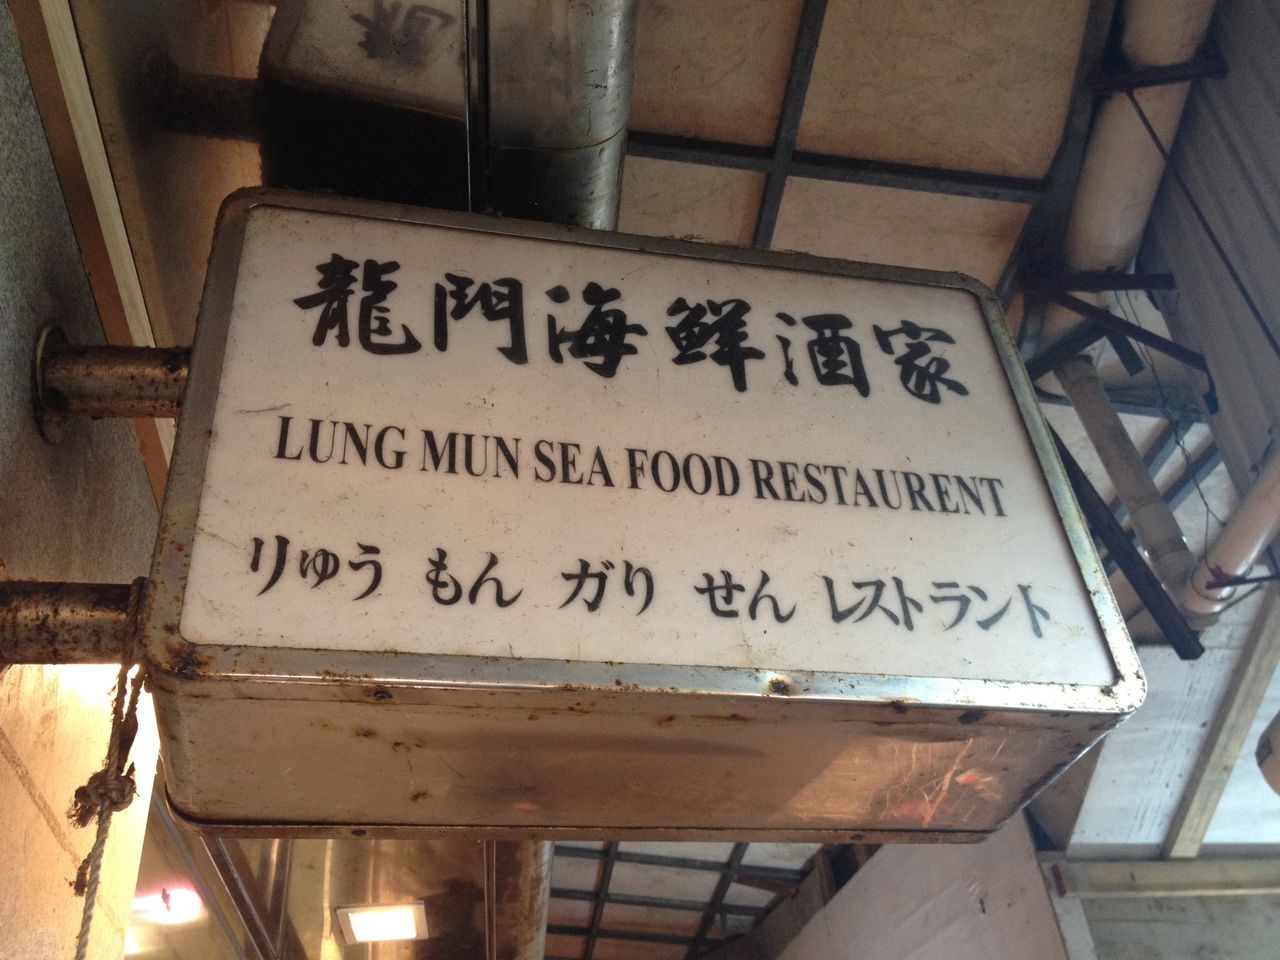 龍門海鮮酒家
LUNG MUN SEA FOOD RESTAURENT
りゅう もん ガり せん レストラント